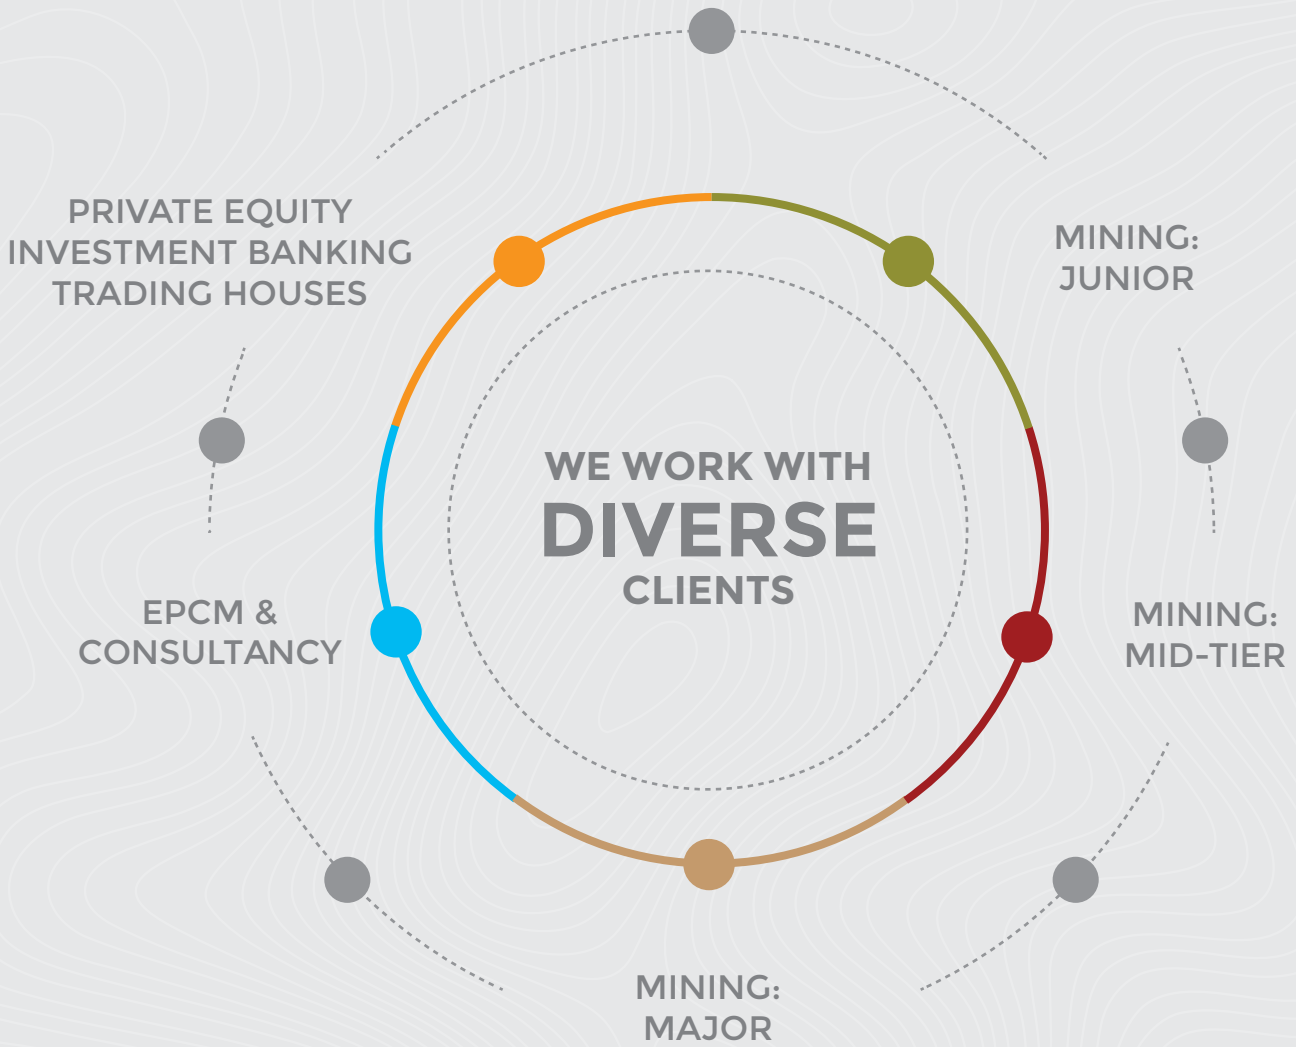 PRIVATE EQUITY
INVESTMENT BANKING
TRADING HOUSES
MINING:
JUNIOR
WE WORK WITH
DIVERSE
CLIENTS
EPCM &
CONSULTANCY
MINING:
MID-TIER
MINING:
MAJOR